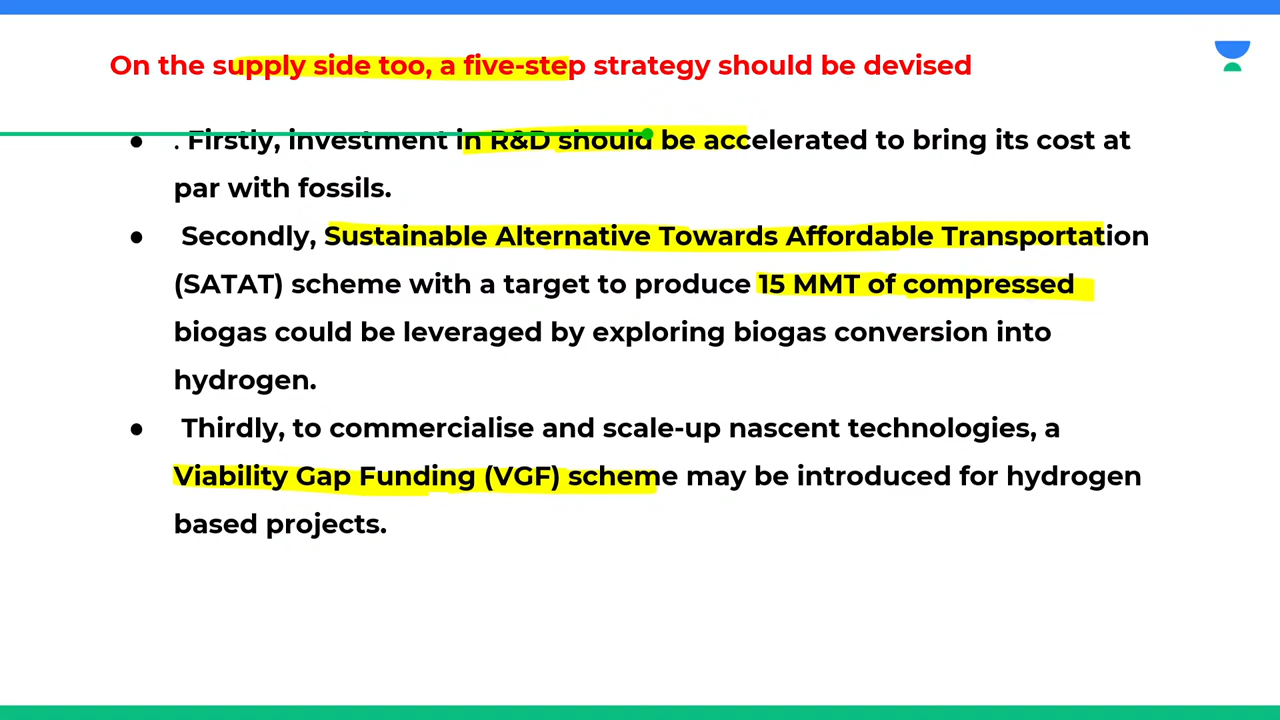 On the supply side too, a five-step strategy should be devised
● . Firstly, investment in R&D should be accelerated to bring its cost at
par with fossils.
● Secondly, Sustainable Alternative Towards Affordable Transportation
(SATAT) scheme with a target to produce 15 MMT of compressed
biogas could be leveraged by exploring biogas conversion into
hydrogen.
● Thirdly, to commercialise and scale-up nascent technologies, a
Viability Gap Funding (VGF) scheme may be introduced for hydrogen
based projects.